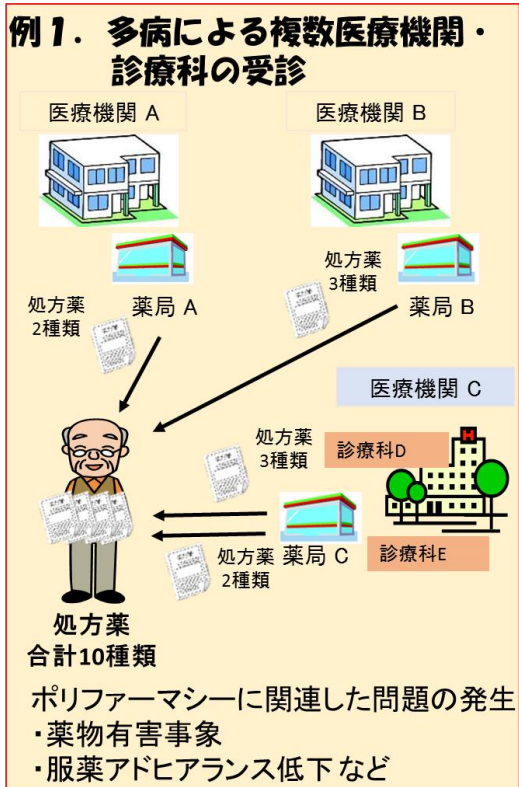 例1．多病による複数医療機関・
診療科の受診
医療機関 A
医療機関 B
処方薬
2種類
薬局 A
処方薬
3種類
薬局 B
医療機関 C
処方薬
3種類
診療科D
H
処方薬
2種類
薬局 C
診療科E
処方薬
合計10種類
ポリファーマシーに関連した問題の発生
・薬物有害事象
・服薬アドヒアランス低下など